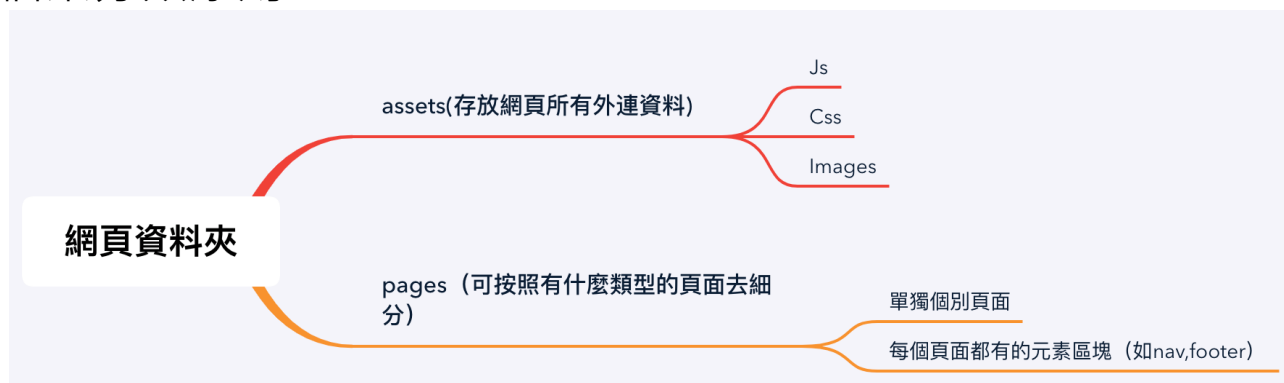 網頁資料夾
assets(存放網頁所有外連資料)
Js
Css
Images
pages（可按照有什麼類型的頁面去細
分）
單獨個別頁面
每個頁面都有的元素區塊（如nav,footer）